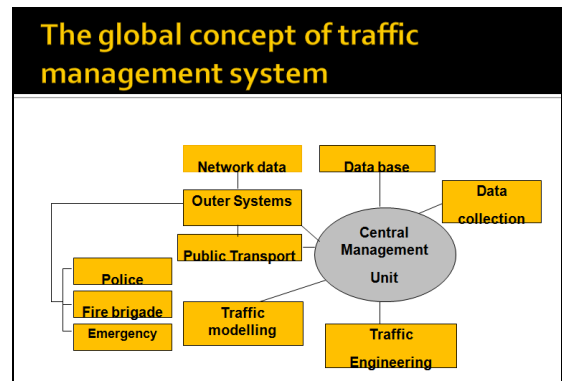 The global concept of traffic
management system
Network data
Data base
Outer Systems
Data
collection
Central
Management
Unit
Public Transport
Police
Fire brigade
Emergency
Traffic
modelling
Traffic
Engineering